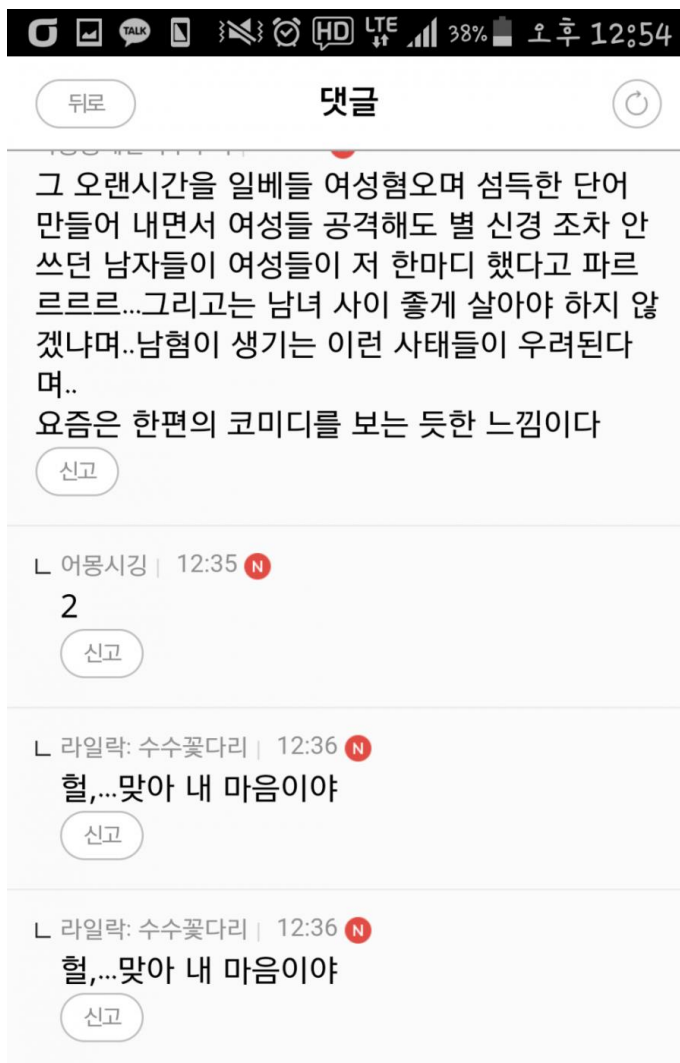 TALK HD LTE 38% 오후 12:54
뒤로 댓글
그 오랜시간을 일베들 여성혐오며 섬득한 단어
만들어 내면서 여성들 공격해도 별 신경 조차 안
쓰던 남자들이 여성들이 저 한마디 했다고 파르
르르르...그리고는 남녀 사이 좋게 살아야 하지 않
겠냐며..남혐이 생기는 이런 사태들이 우려된다
며..
요즘은 한편의 코미디를 보는 듯한 느낌이다
신고
ㄴ 어몽시깅 | 12:35 N
2
신고
ㄴ 라일락: 수수꽃다리 | 12:36 N
헐,...맞아 내 마음이야
신고
ㄴ 라일락: 수수꽃다리 | 12:36 N
헐,...맞아 내 마음이야
신고